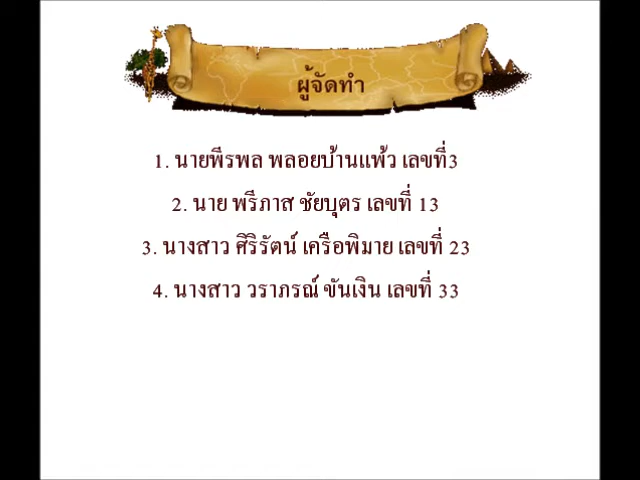 ผู้จัดทำ
1. นายพีรพล พลอยบ้านแพ้ว เลขที่3
2. นาย พรีภาส ชัยบุตร เลขที่ 13
3. นางสาว ศิริรัตน์ เครือพิมาย เลขที่ 23
4. นางสาว วราภรณ์ ขันเงิน เลขที่ 33